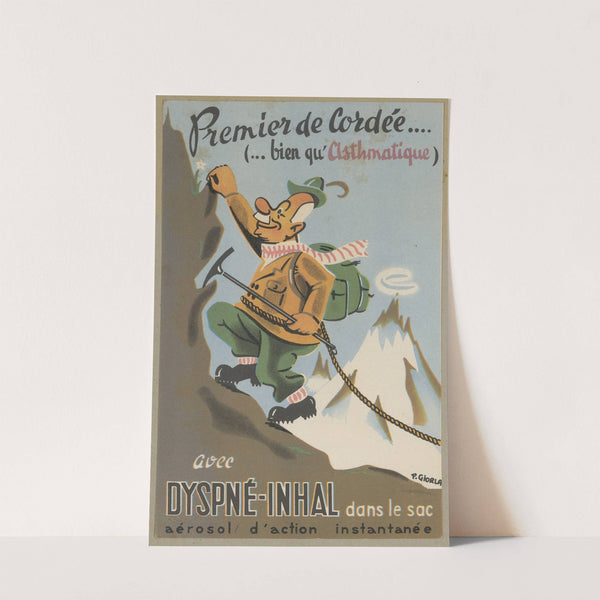 Premier de Cordée....
(... bien qu'Asthmatique)
P. GIORLA
avec
DYSPNÉ-INHAL dans le sac
aérosol d'action instantanée